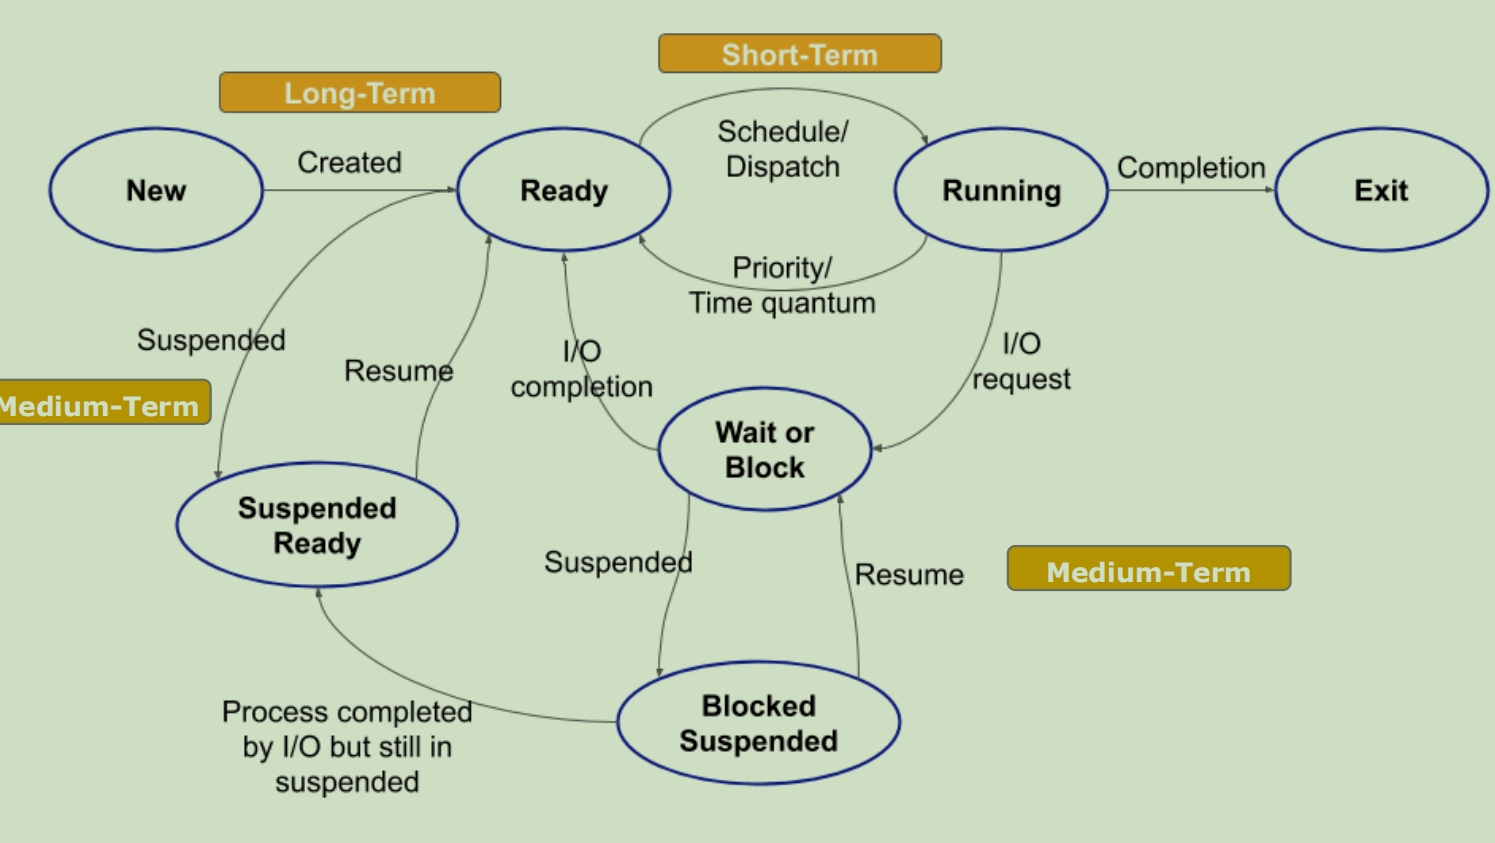 Short-Term
Long-Term
Schedule/
Dispatch
Created
Completion
New
Ready
Running
Exit
Priority/
Time quantum
Suspended
Resume
I/O
completion
I/O
request
Medium-Term
Wait or
Block
Suspended
Ready
Suspended
Resume
Medium-Term
Blocked
Suspended
Process completed
by I/O but still in
suspended